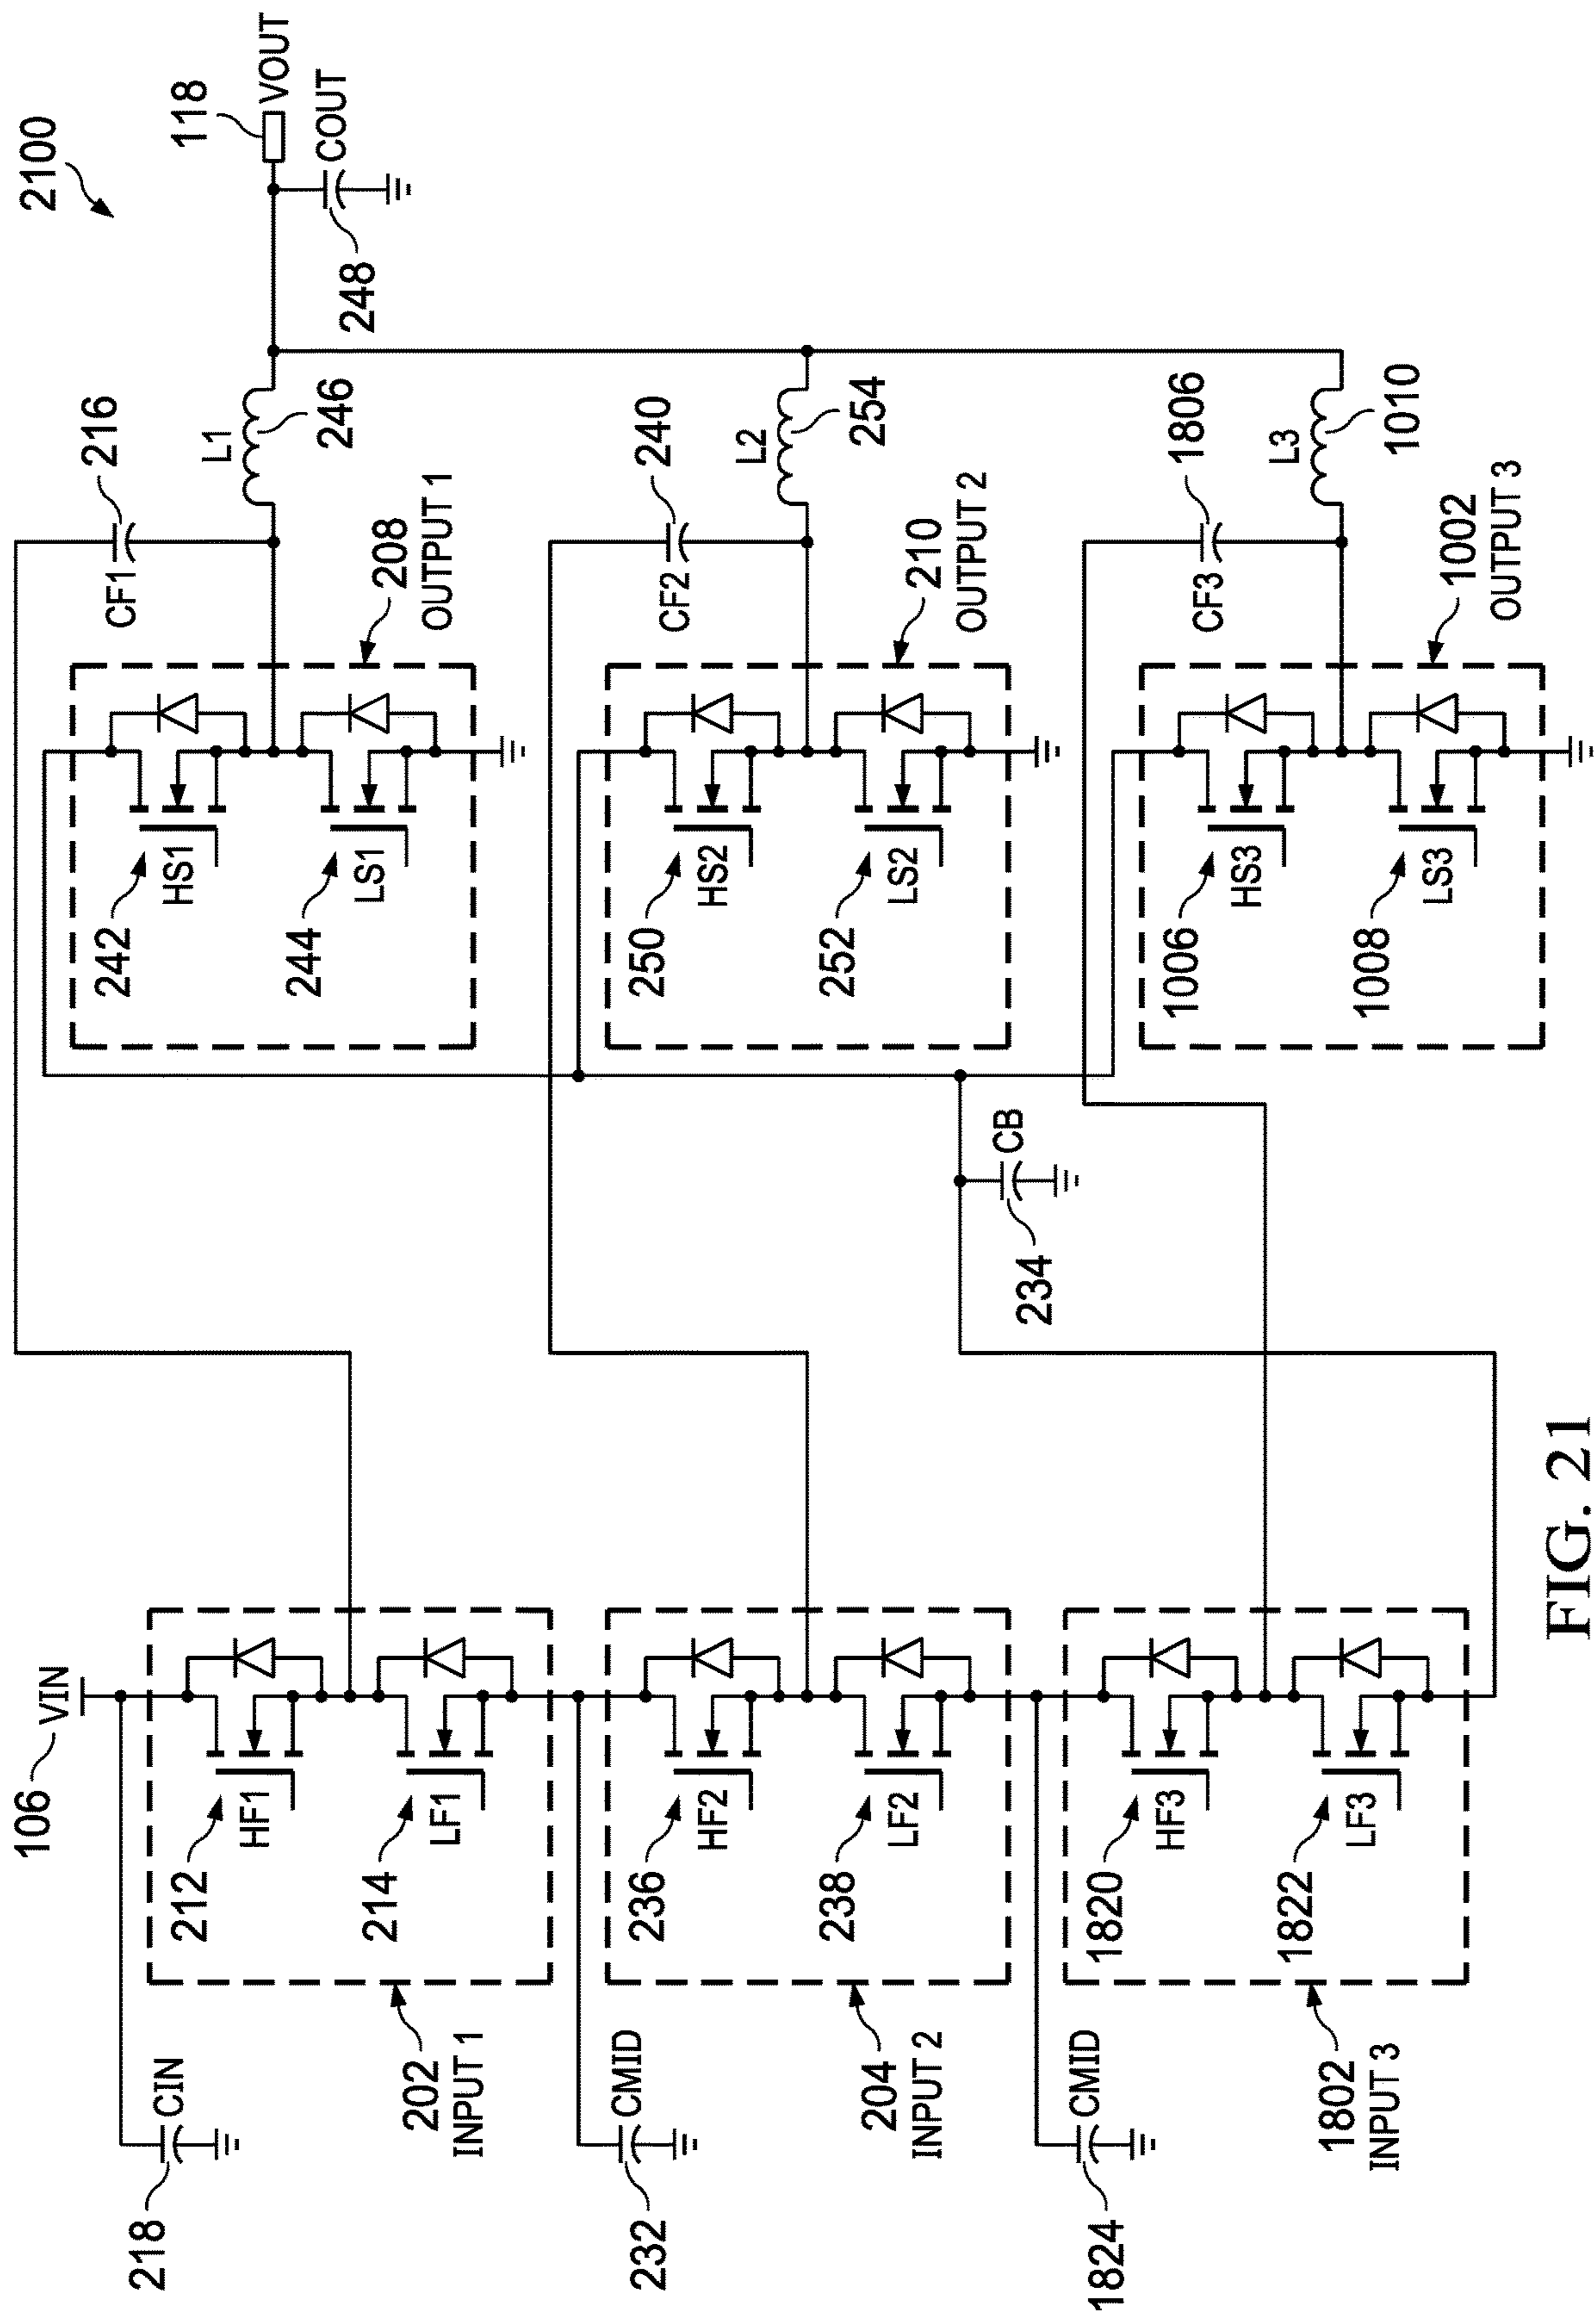 2100
106
VIN
218
CIN
212
HF1
214
LF1
202
INPUT 1
232
CMID
236
HF2
238
LF2
204
INPUT 2
1824
CMID
1820
HF3
1822
LF3
1802
INPUT 3
234
CB
242
HS1
244
LS1
208
OUTPUT 1
CF1
216
L1
246
250
HS2
252
LS2
210
OUTPUT 2
CF2
240
L2
254
1006
HS3
1008
LS3
1002
OUTPUT 3
CF3
1806
L3
1010
248
COUT
118
VOUT
FIG. 21